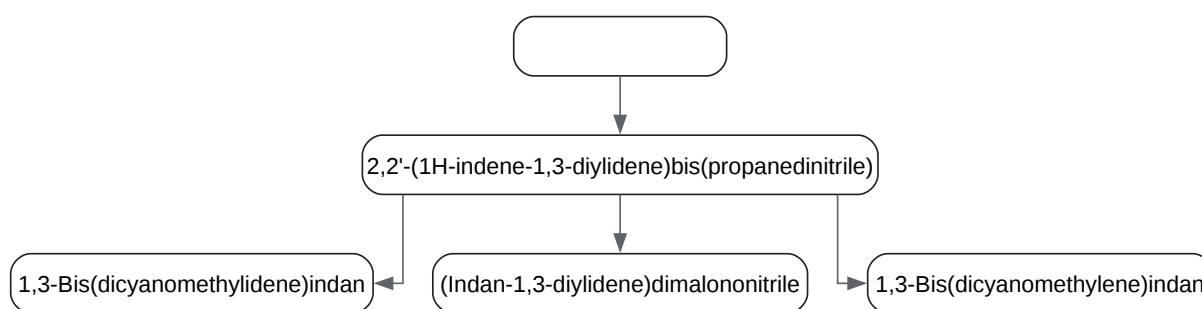 2,2'-(1H-indene-1,3-diylidene)bis(propanedinitrile)
1,3-Bis(dicyanomethylidene)indan
(Indan-1,3-diylidene)dimalononitrile
1,3-Bis(dicyanomethylene)indan